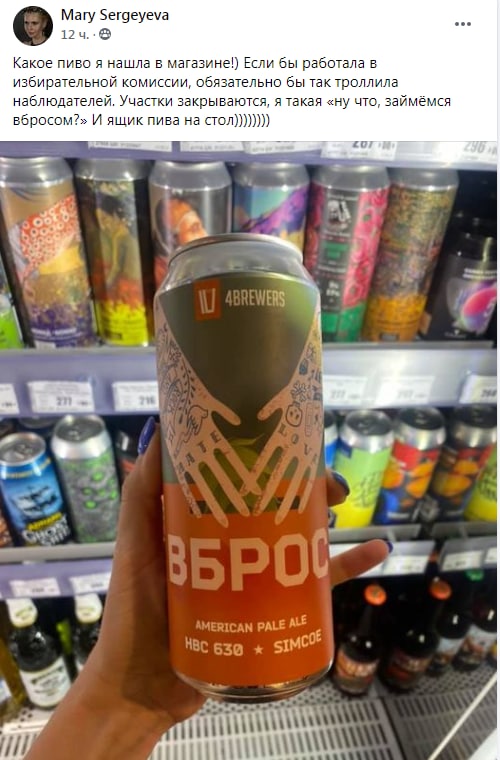 Mary Sergeyeva
12 ч. ·
Какое пиво я нашла в магазине!) Если бы работала в
избирательной комиссии, обязательно бы так троллила
наблюдателей. Участки закрываются, я такая «ну что, займёмся
вбросом?» И ящик пива на стол))))))))
4BREWERS
ВБРОС
AMERICAN PALE ALE
HBC 630 ★ SIMCOE